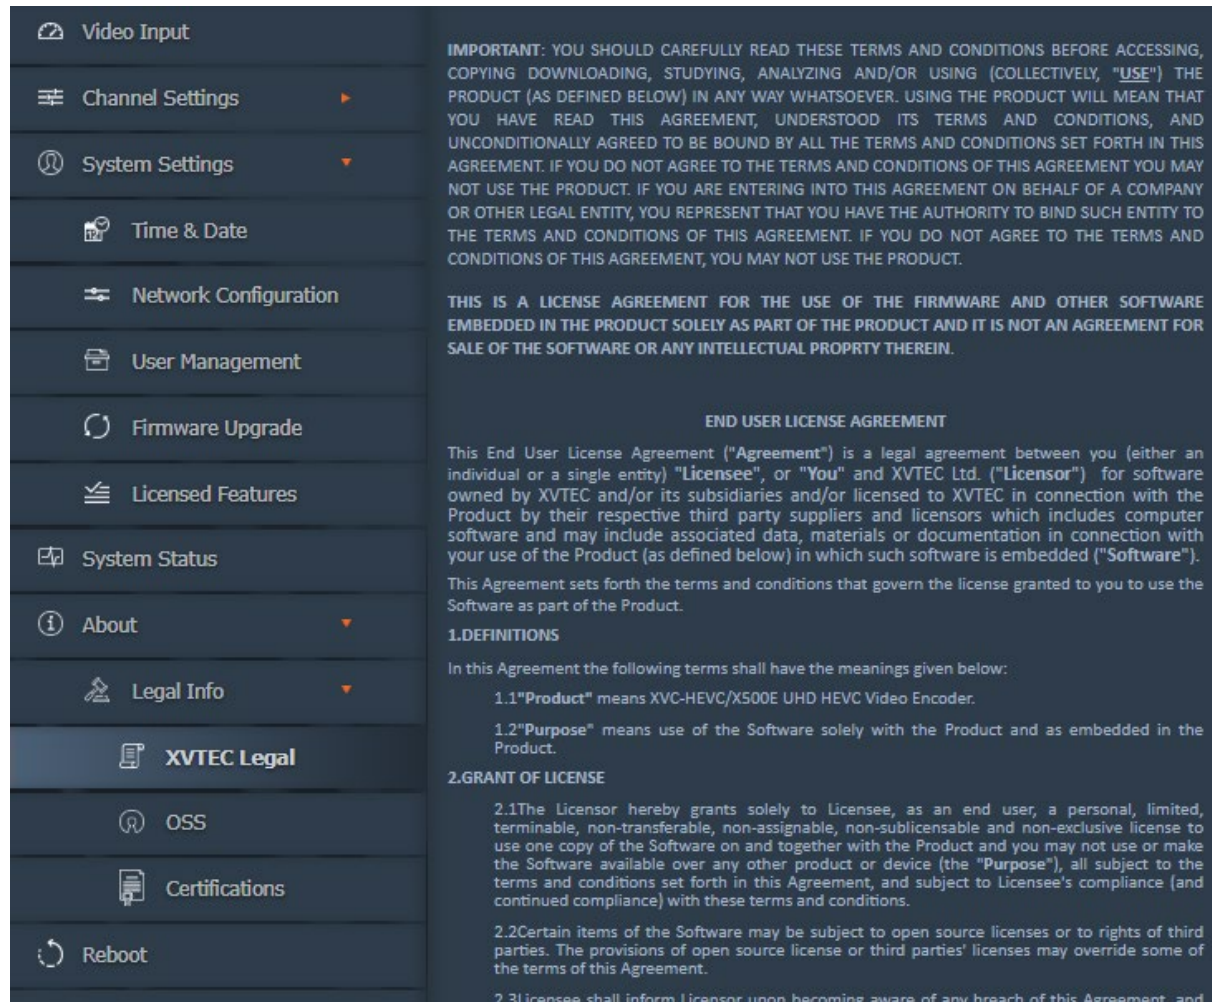 Video Input
Channel Settings
System Settings
Time & Date
Network Configuration
User Management
Firmware Upgrade
Licensed Features
System Status
About
Legal Info
XVTEC Legal
OSS
Certifications
Reboot
IMPORTANT: YOU SHOULD CAREFULLY READ THESE TERMS AND CONDITIONS BEFORE ACCESSING,
COPYING DOWNLOADING, STUDYING, ANALYZING AND/OR USING (COLLECTIVELY, "USE") THE
PRODUCT (AS DEFINED BELOW) IN ANY WAY WHATSOEVER. USING THE PRODUCT WILL MEAN THAT
YOU HAVE READ THIS AGREEMENT, UNDERSTOOD ITS TERMS AND CONDITIONS, AND
UNCONDITIONALLY AGREED TO BE BOUND BY ALL THE TERMS AND CONDITIONS SET FORTH IN THIS
AGREEMENT. IF YOU DO NOT AGREE TO THE TERMS AND CONDITIONS OF THIS AGREEMENT YOU MAY
NOT USE THE PRODUCT. IF YOU ARE ENTERING INTO THIS AGREEMENT ON BEHALF OF A COMPANY
OR OTHER LEGAL ENTITY, YOU REPRESENT THAT YOU HAVE THE AUTHORITY TO BIND SUCH ENTITY TO
THE TERMS AND CONDITIONS OF THIS AGREEMENT. IF YOU DO NOT AGREE TO THE TERMS AND
CONDITIONS OF THIS AGREEMENT, YOU MAY NOT USE THE PRODUCT.
THIS IS A LICENSE AGREEMENT FOR THE USE OF THE FIRMWARE AND OTHER SOFTWARE
EMBEDDED IN THE PRODUCT SOLELY AS PART OF THE PRODUCT AND IT IS NOT AN AGREEMENT FOR
SALE OF THE SOFTWARE OR ANY INTELLECTUAL PROPRTY THEREIN.
END USER LICENSE AGREEMENT
This End User License Agreement ("Agreement") is a legal agreement between you (either an
individual or a single entity) "Licensee", or "You" and XVTEC Ltd. ("Licensor") for software
owned by XVTEC and/or its subsidiaries and/or licensed to XVTEC in connection with the
Product by their respective third party suppliers and licensors which includes computer
software and may include associated data, materials or documentation in connection with
your use of the Product (as defined below) in which such software is embedded ("Software").
This Agreement sets forth the terms and conditions that govern the license granted to you to use the
Software as part of the Product.
1.DEFINITIONS
In this Agreement the following terms shall have the meanings given below:
1.1"Product" means XVC-HEVC/X500E UHD HEVC Video Encoder.
1.2"Purpose" means use of the Software solely with the Product and as embedded in the
Product.
2.GRANT OF LICENSE
2.1The Licensor hereby grants solely to Licensee, as an end user, a personal, limited,
terminable, non-transferable, non-assignable, non-sublicensable and non-exclusive license to
use one copy of the Software on and together with the Product and you may not use or make
the Software available over any other product or device (the "Purpose"), all subject to the
terms and conditions set forth in this Agreement, and subject to Licensee's compliance (and
continued compliance) with these terms and conditions.
2.2Certain items of the Software may be subject to open source licenses or to rights of third
parties. The provisions of open source license or third parties' licenses may override some of
the terms of this Agreement.
2.3Licensee shall inform Licensor upon becoming aware of any breach of this Agreement, and